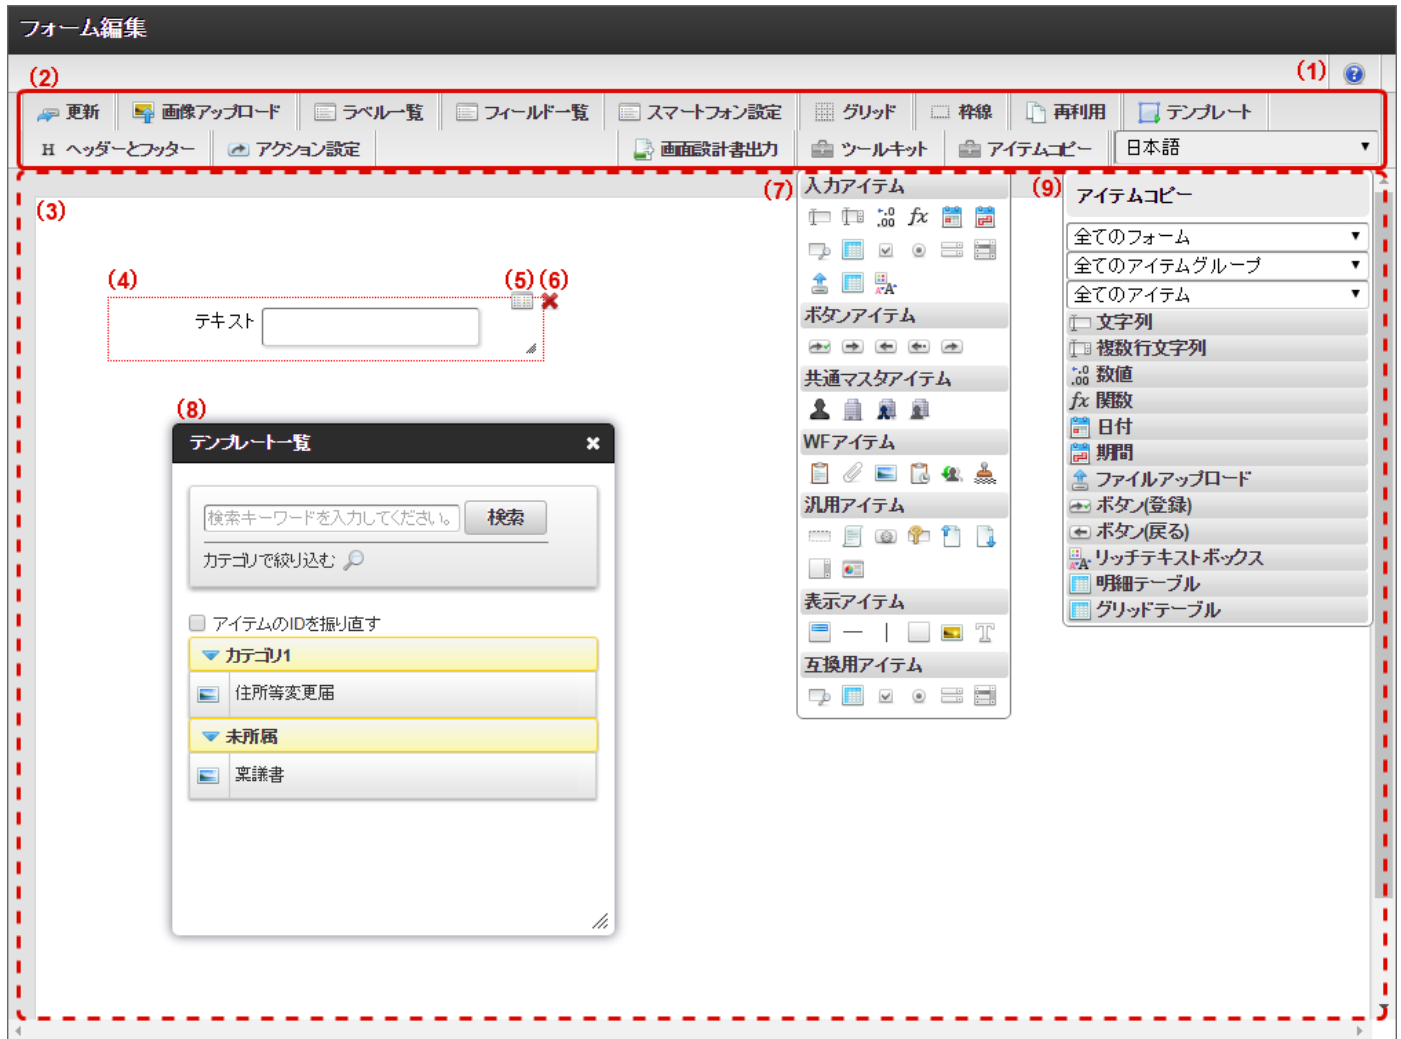 フォーム編集
(1)
(2)
更新 画像アップロード ラベル一覧 フィールド一覧 スマートフォン設定 グリッド 枠線 再利用 テンプレート
H ヘッダーとフッター アクション設定 画面設計書出力 ツールキット アイテムコピー 日本語
(3)
(4)
(5)
(6)
テキスト
(7)
入力アイテム
ボタンアイテム
共通マスタアイテム
WFアイテム
汎用アイテム
表示アイテム
互換用アイテム
(8)
テンプレート一覧
検索キーワードを入力してください。 検索
カテゴリで絞り込む
アイテムのIDを振り直す
カテゴリ1
住所等変更届
未所属
稟議書
(9)
アイテムコピー
全てのフォーム
全てのアイテムグループ
全てのアイテム
文字列
複数行文字列
数値
fx 関数
日付
期間
ファイルアップロード
ボタン(登録)
ボタン(戻る)
リッチテキストボックス
明細テーブル
グリッドテーブル